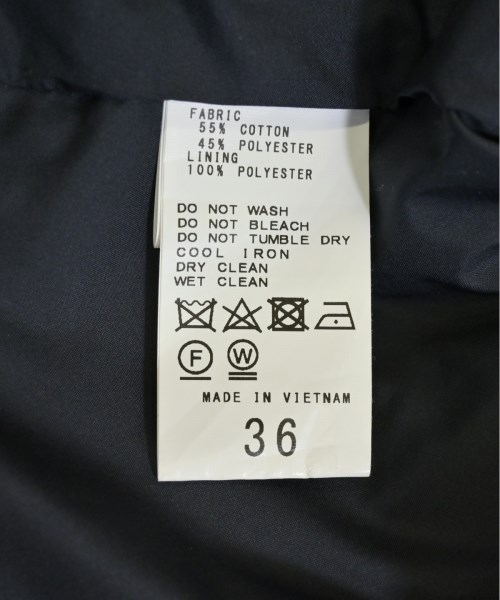 FABRIC
55% COTTON
45% POLYESTER
LINING
100% POLYESTER
DO NOT WASH
DO NOT BLEACH
DO NOT TUMBLE DRY
COOL IRON
DRY CLEAN
WET CLEAN
F W
MADE IN VIETNAM
36